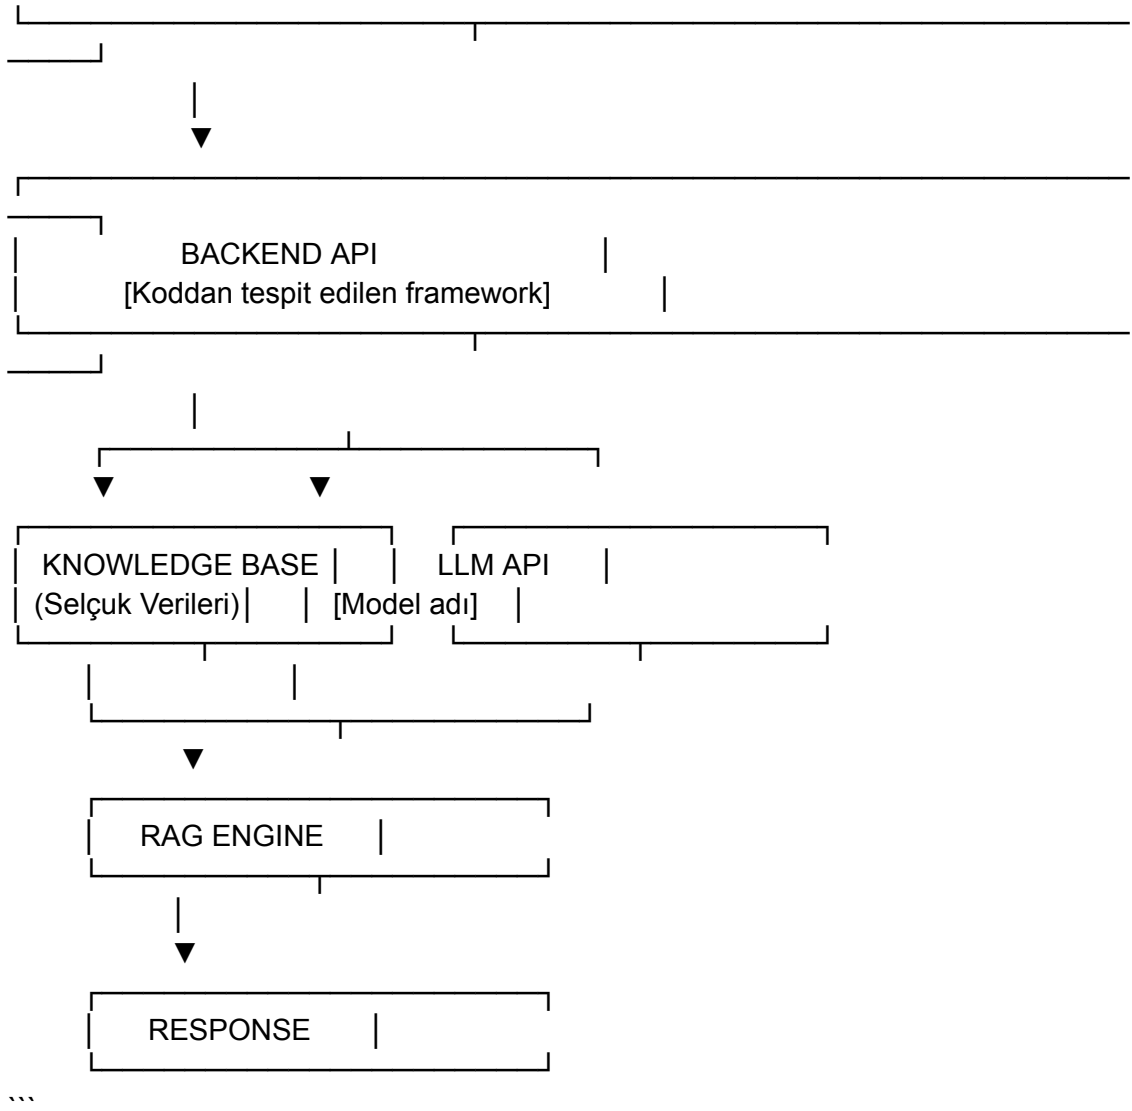 BACKEND API
[Koddan tespit edilen framework]
KNOWLEDGE BASE│ │ LLM API │
(Selçuk Verileri)│ │ [Model adı] │
RAG ENGINE │
RESPONSE │
```